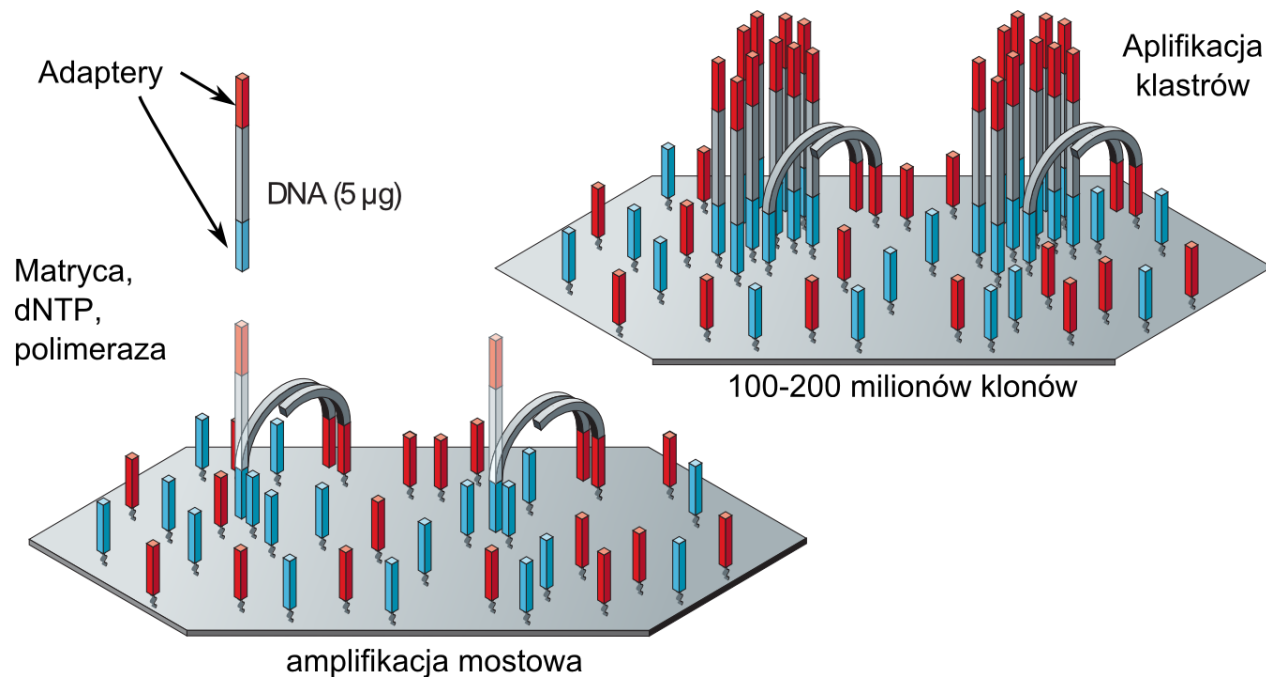 Adaptery
DNA (5 µg)
Matryca,
dNTP,
polimeraza
amplifikacja mostowa
Aplifikacja
klastrów
100-200 milionów klonów